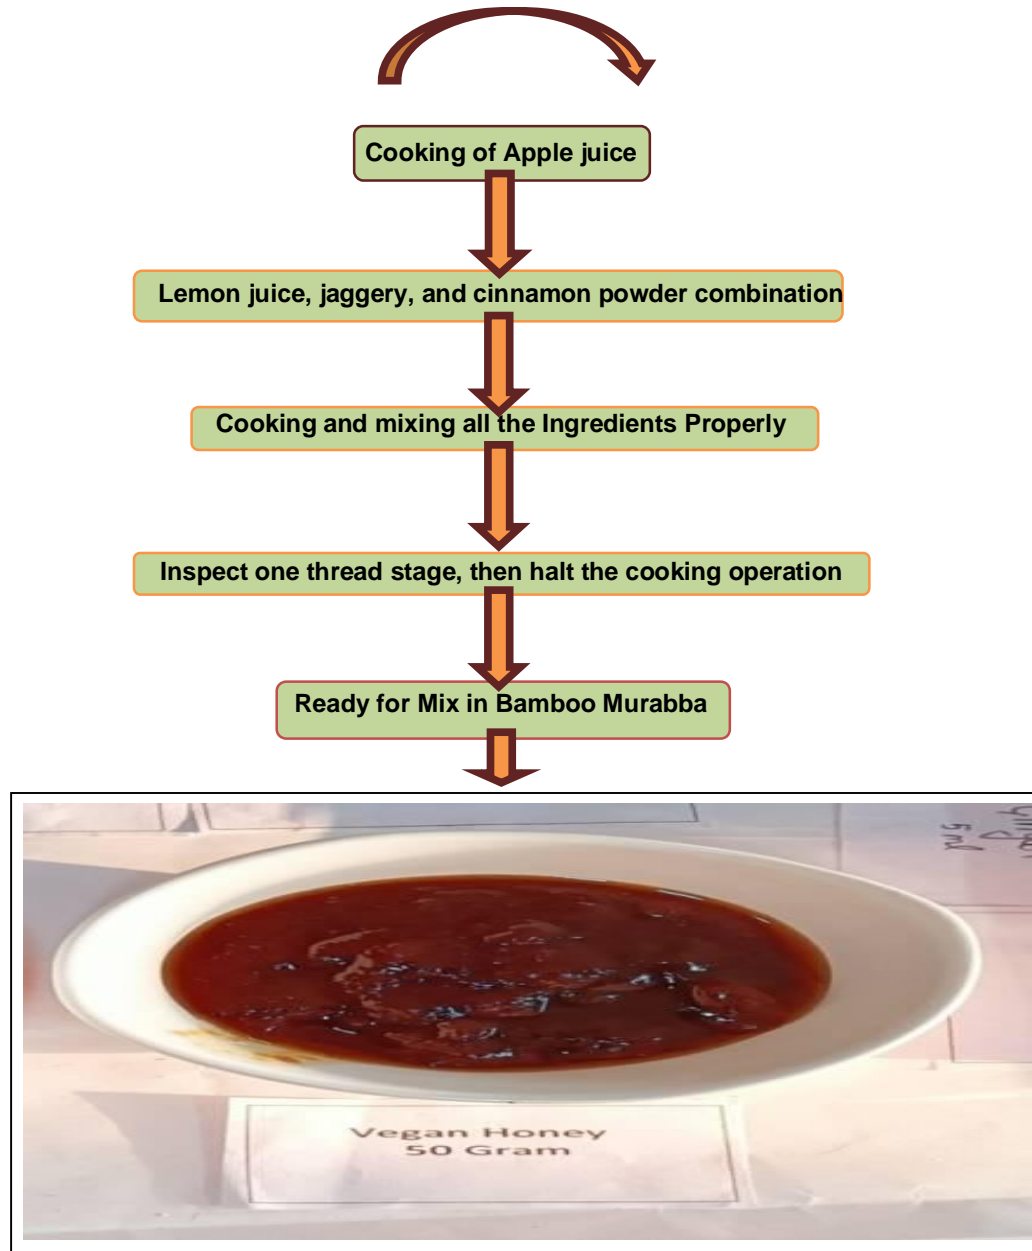 Cooking of Apple juice
Lemon juice, jaggery, and cinnamon powder combination
Cooking and mixing all the Ingredients Properly
Inspect one thread stage, then halt the cooking operation
Ready for Mix in Bamboo Murabba
Vegan Honey
50 Gram